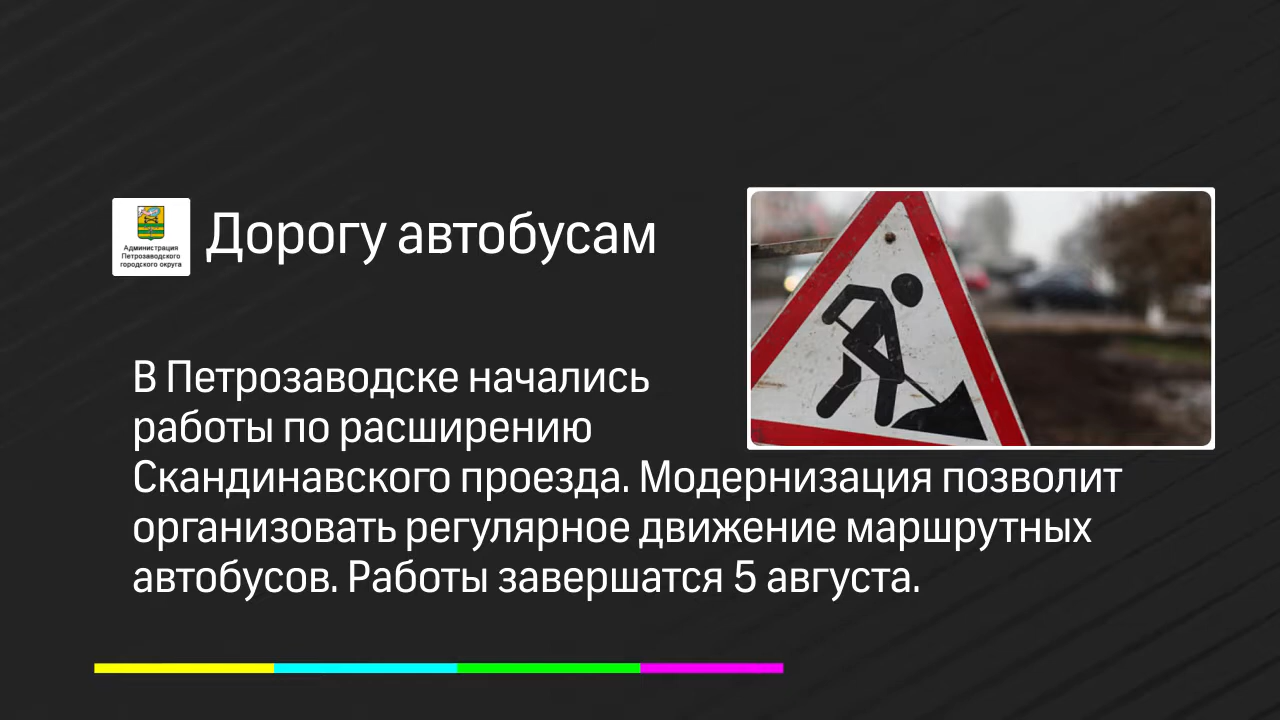 Администрация
Петрозаводского
городского округа
Дорогу автобусам
В Петрозаводске начались
работы по расширению
Скандинавского проезда. Модернизация позволит
организовать регулярное движение маршрутных
автобусов. Работы завершатся 5 августа.